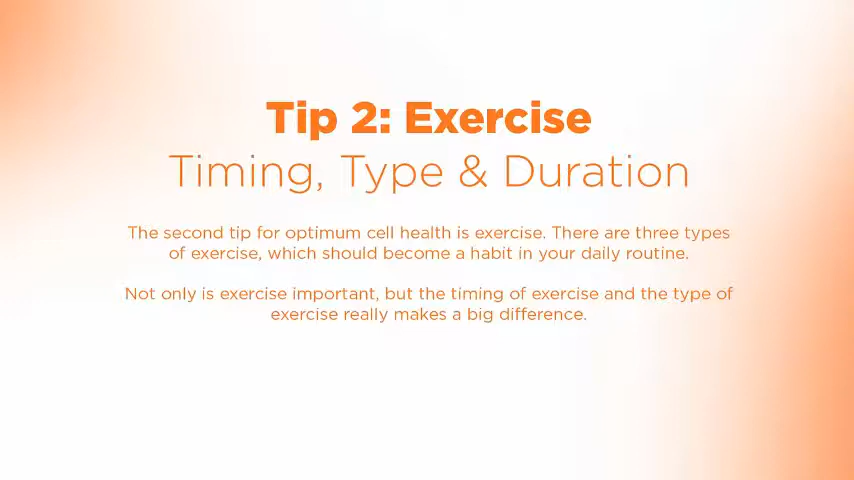 Tip 2: Exercise
Timing, Type & Duration
The second tip for optimum cell health is exercise. There are three types
of exercise, which should become a habit in your daily routine.
Not only is exercise important, but the timing of exercise and the type of
exercise really makes a big difference.